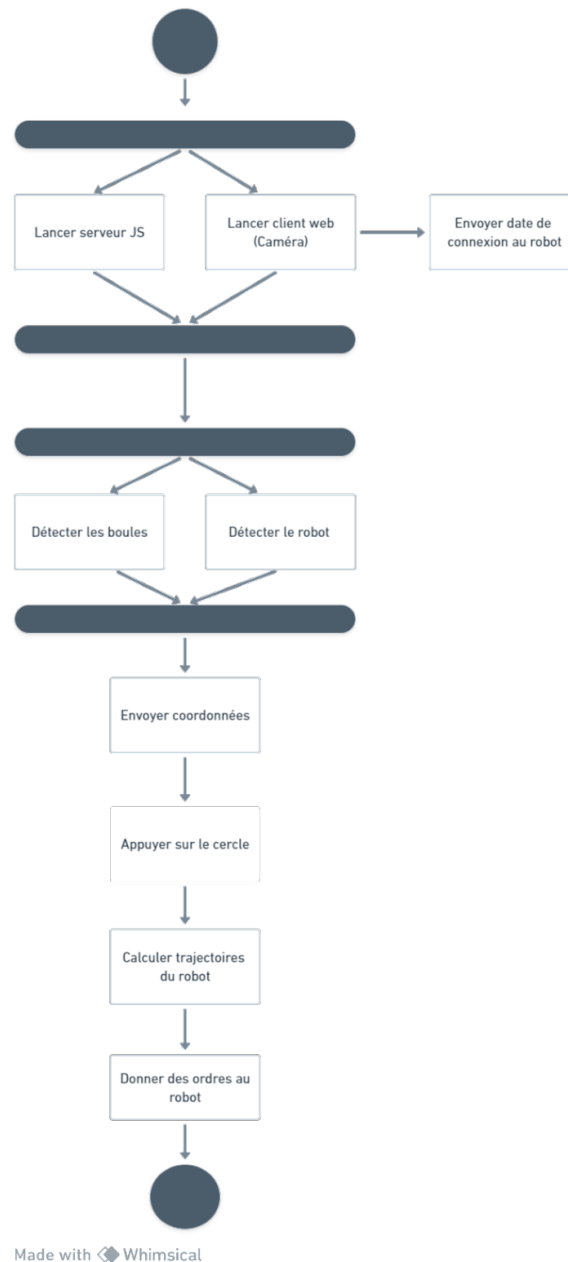 Lancer serveur JS
Lancer client web
(Caméra)
Envoyer date de
connexion au robot
Détecter les boules
Détecter le robot
Envoyer coordonnées
Appuyer sur le cercle
Calculer trajectoires
du robot
Donner des ordres au
robot
Made with Whimsical